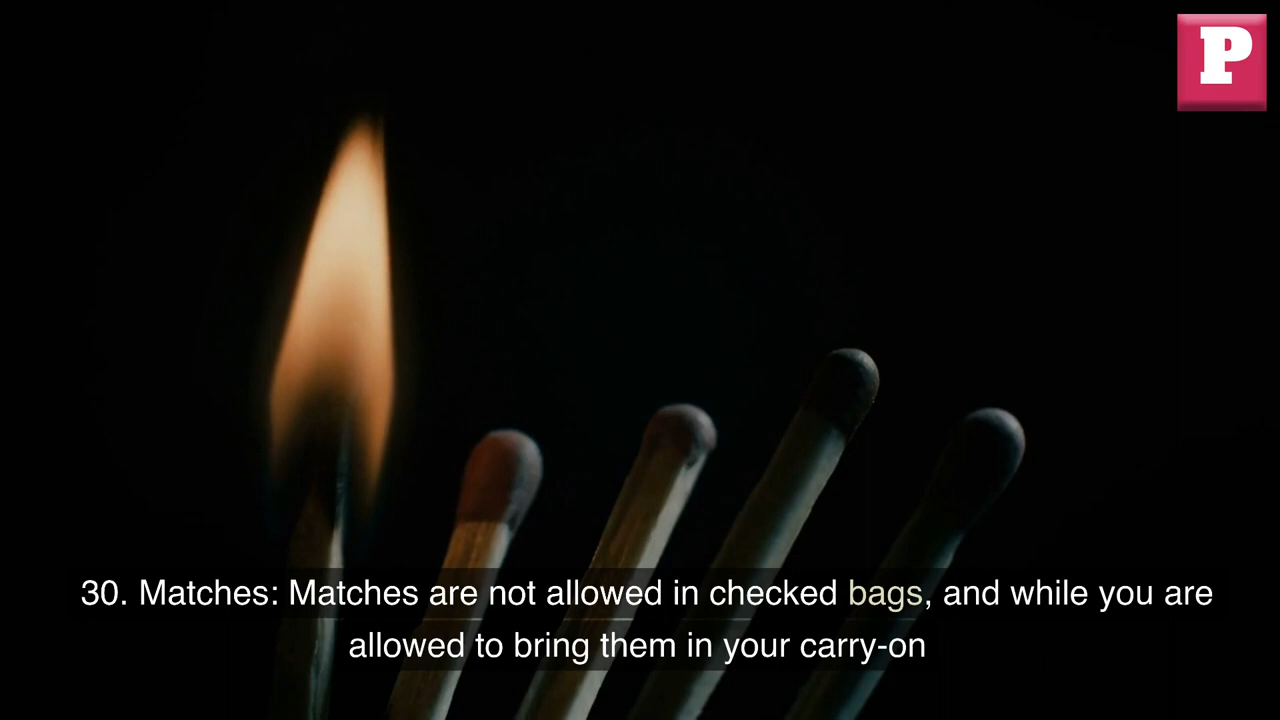 P
30. Matches: Matches are not allowed in checked bags, and while you are
allowed to bring them in your carry-on